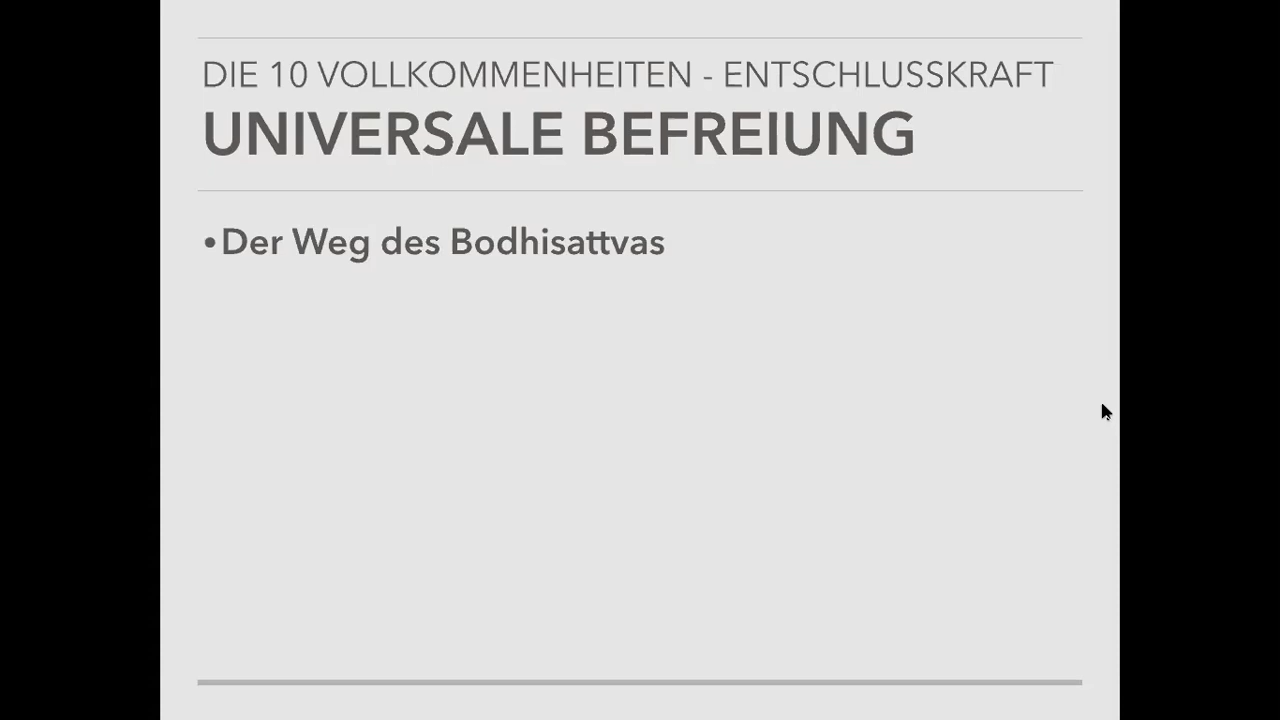 DIE 10 VOLLKOMMENHEITEN - ENTSCHLUSSKRAFT
UNIVERSALE BEFREIUNG
•Der Weg des Bodhisattvas